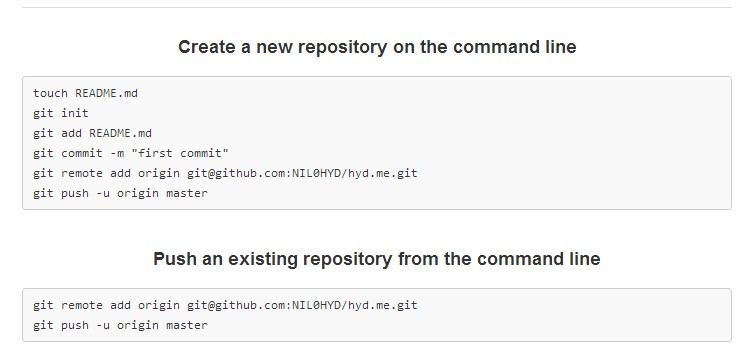 Create a new repository on the command line
touch README.md
git init
git add README.md
git commit -m "first commit"
git remote add origin git@github.com:NIL0HYD/hyd.me.git
git push -u origin master
Push an existing repository from the command line
git remote add origin git@github.com:NIL0HYD/hyd.me.git
git push -u origin master